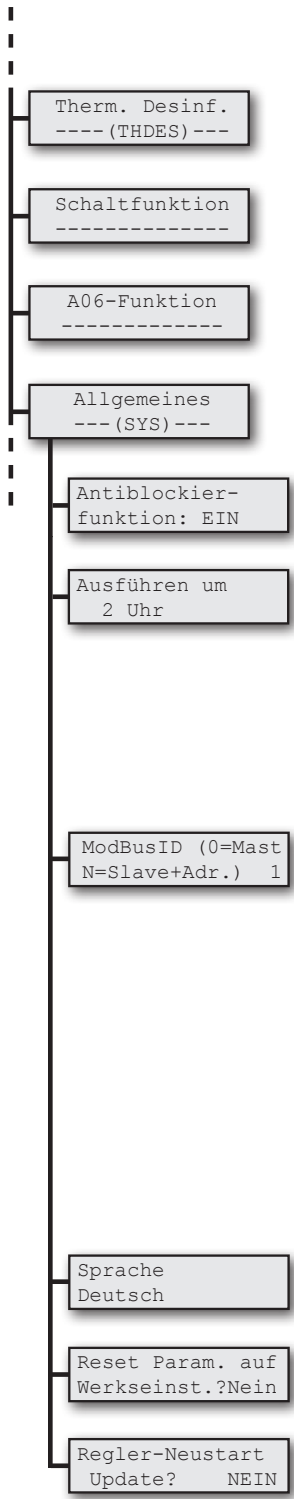 Therm. Desinf.
----(THDES)---
Schaltfunktion
--------------
A06-Funktion
-------------
Allgemeines
---(SYS)---
Antiblockier-
funktion: EIN
Ausführen um
2 Uhr
ModBusID (0=Mast
N=Slave+Adr.) 1
Sprache
Deutsch
Reset Param. auf
Werkseinst.?Nein
Regler-Neustart
Update? NEIN